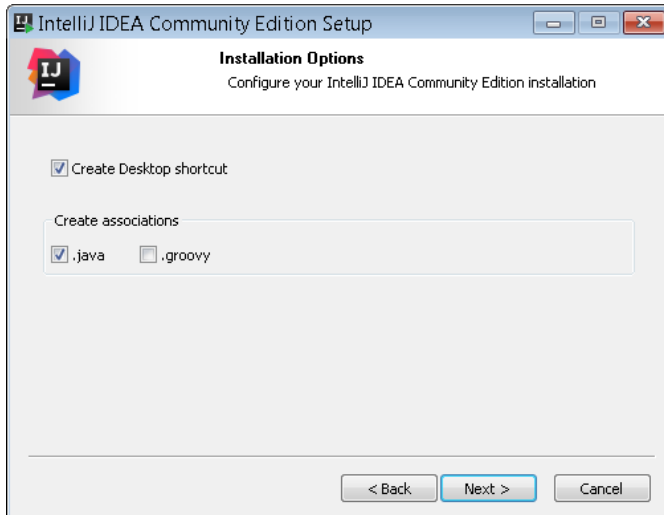 IntelliJ IDEA Community Edition Setup
IJ
Installation Options
Configure your IntelliJ IDEA Community Edition installation
Create Desktop shortcut
Create associations
.java .groovy
< Back Next > Cancel